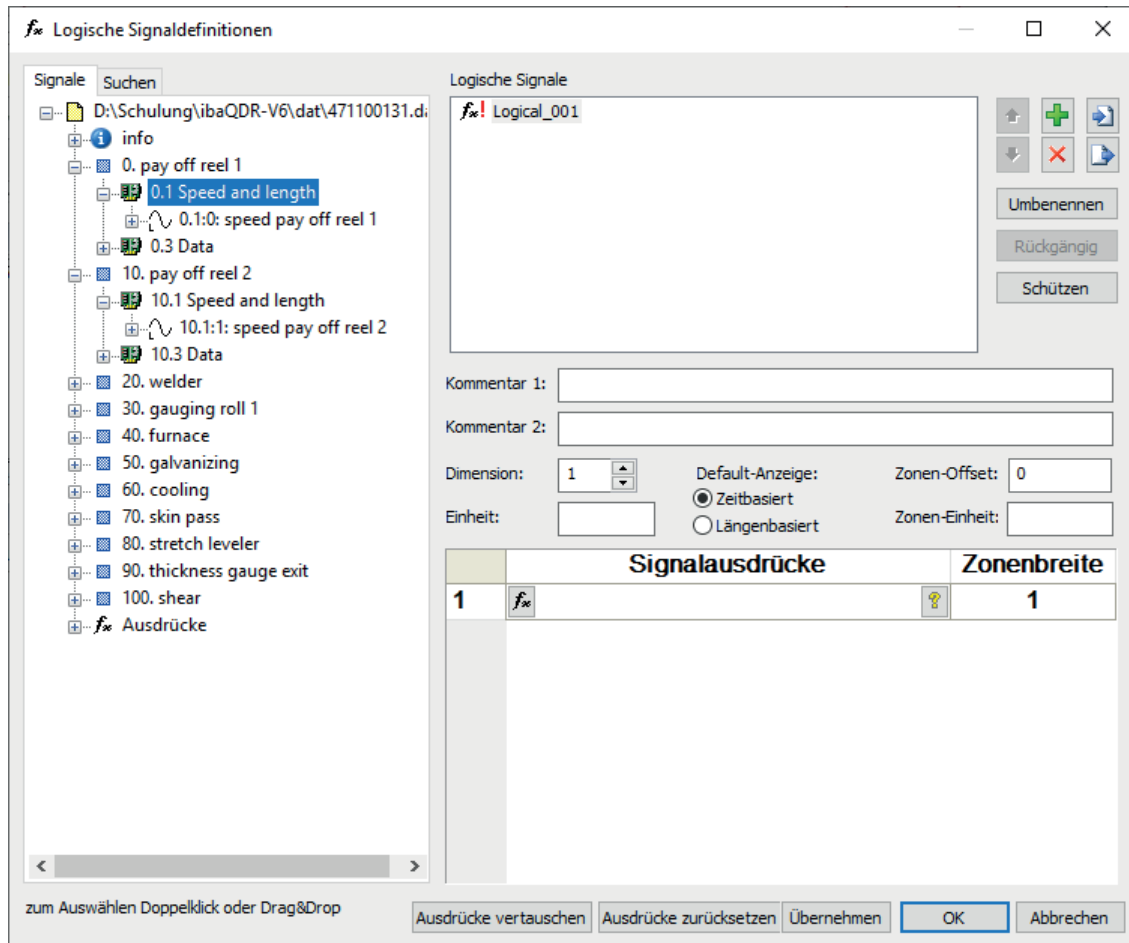 Logische Signaldefinitionen
Signale
Suchen
D:\Schulung\ibaQDR-V6\dat\471100131.d
info
0. pay off reel 1
0.1 Speed and length
0.1:0: speed pay off reel 1
0.3 Data
10. pay off reel 2
10.1 Speed and length
10.1:1: speed pay off reel 2
10.3 Data
20. welder
30. gauging roll 1
40. furnace
50. galvanizing
60. cooling
70. skin pass
80. stretch leveler
90. thickness gauge exit
100. shear
fx Ausdrücke
zum Auswählen Doppelklick oder Drag&Drop
Logische Signale
fx! Logical_001
Umbenennen
Rückgängig
Schützen
Kommentar 1:
Kommentar 2:
Dimension: 1
Default-Anzeige:
Zonen-Offset: 0
Zeitbasiert
Einheit:
Längenbasiert
Zonen-Einheit:
Signalausdrücke Zonenbreite
1 fx ? 1
Ausdrücke vertauschen Ausdrücke zurücksetzen Übernehmen OK Abbrechen